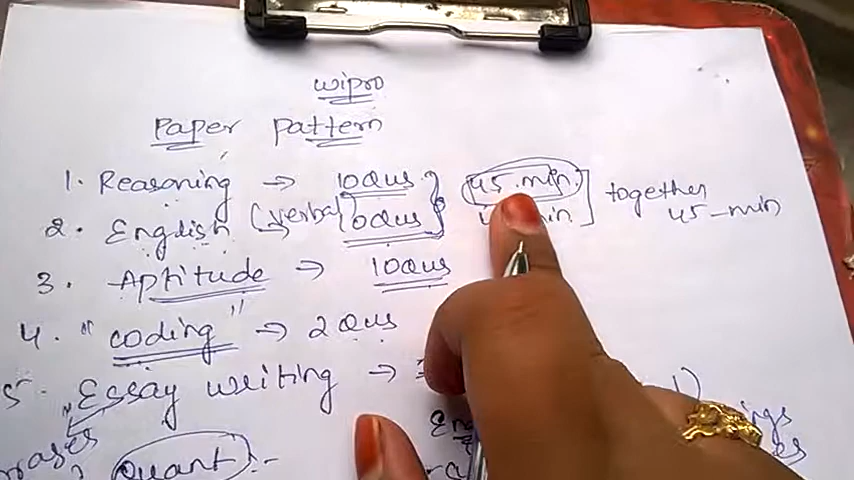 wipro
Paper pattern
1. Reasoning → 10Qus 45 min. together
2. English (verbal) 10Qus min 45-min
3. Aptitude → 10Qus
4. "coding" → 2Qus
5. Essay writing →
Quant :-